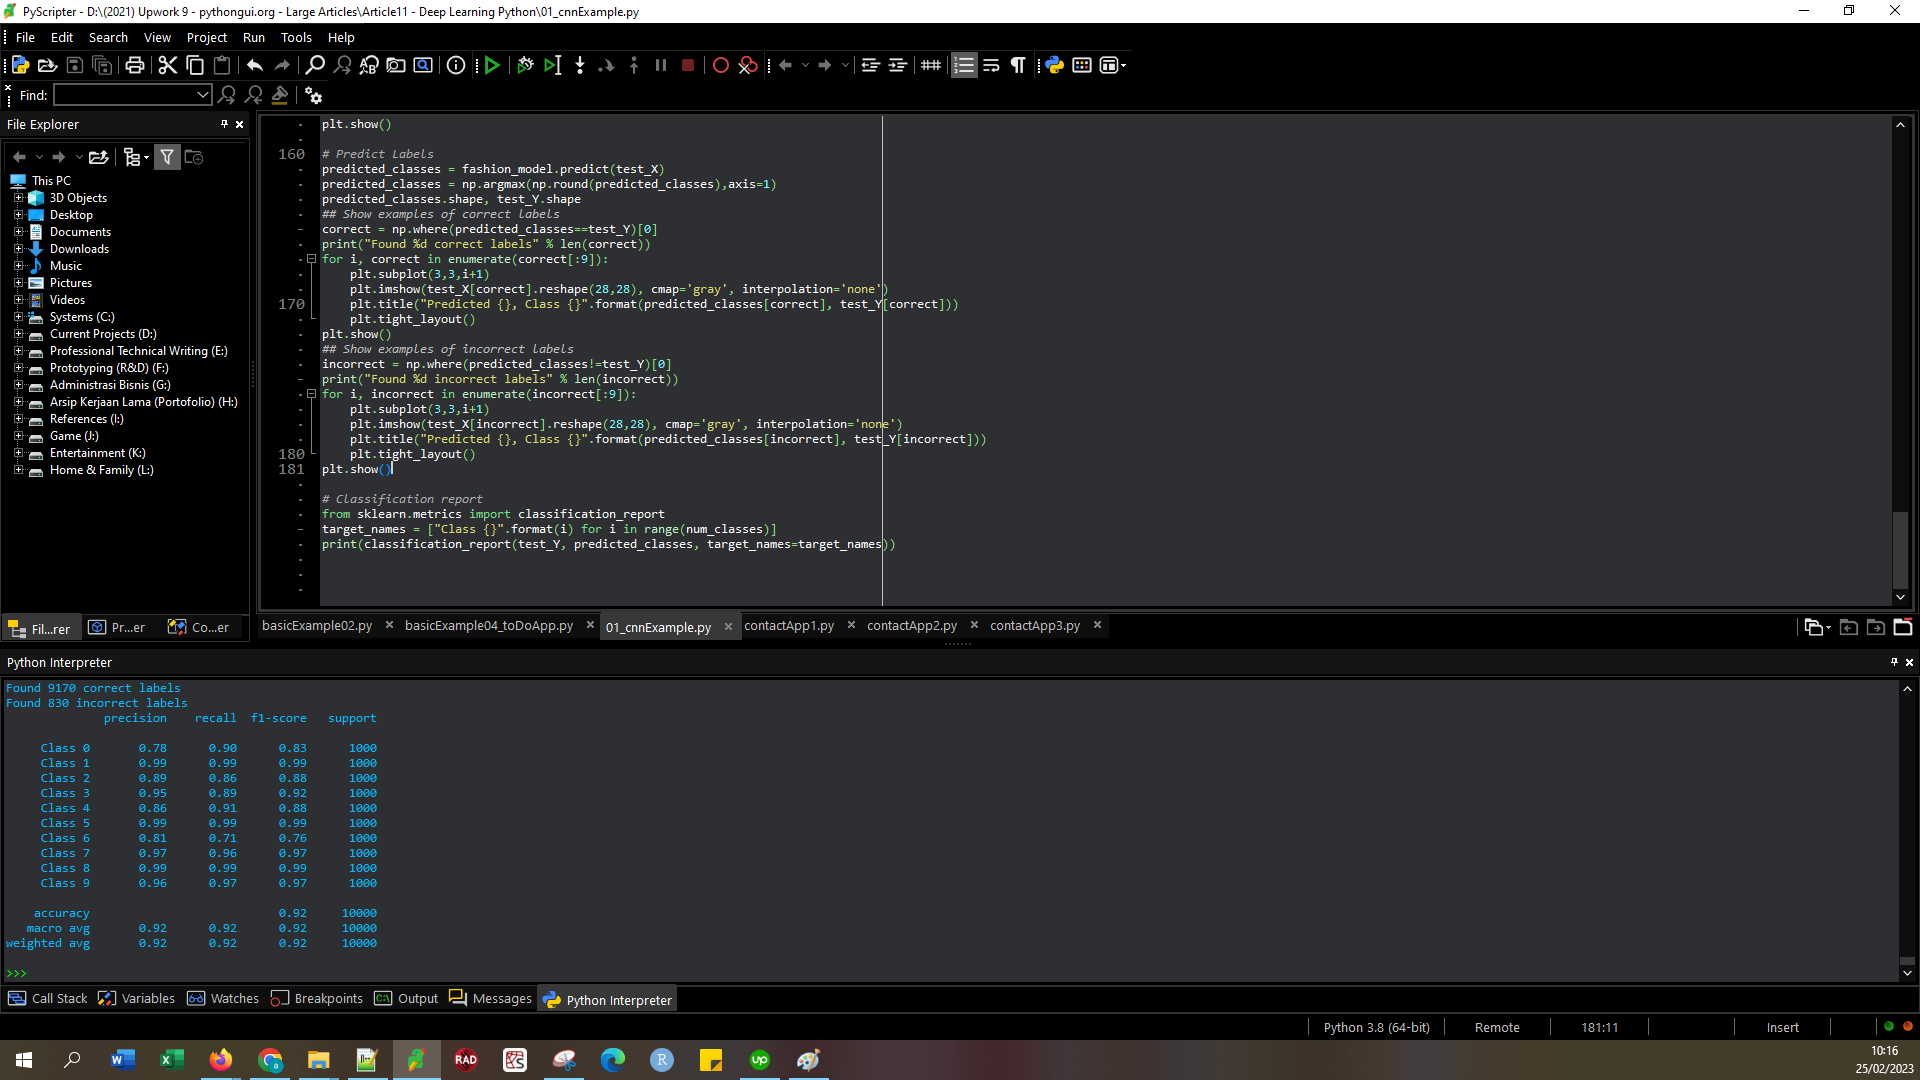 PyScripter - D:\(2021) Upwork 9 - pythongui.org - Large Articles\Article11 - Deep Learning Python\01_cnnExample.py
File Edit Search View Project Run Tools Help
Find:
File Explorer
This PC
3D Objects
Desktop
Documents
Downloads
Music
Pictures
Videos
Systems (C:)
Current Projects (D:)
Professional Technical Writing (E:)
Prototyping (R&D) (F:)
Administrasi Bisnis (G:)
Arsip Kerjaan Lama (Portofolio) (H:)
References (I:)
Game (J:)
Entertainment (K:)
Home & Family (L:)
Fil...rer Pr...er Co...er
plt.show()
160 # Predict Labels
predicted_classes = fashion_model.predict(test_X)
predicted_classes = np.argmax(np.round(predicted_classes),axis=1)
predicted_classes.shape, test_Y.shape
## Show examples of correct labels
correct = np.where(predicted_classes==test_Y)[0]
print("Found %d correct labels" % len(correct))
for i, correct in enumerate(correct[:9]):
plt.subplot(3,3,i+1)
plt.imshow(test_X[correct].reshape(28,28), cmap='gray', interpolation='none')
170 plt.title("Predicted {}, Class {}".format(predicted_classes[correct], test_Y[correct]))
plt.tight_layout()
plt.show()
## Show examples of incorrect labels
incorrect = np.where(predicted_classes!=test_Y)[0]
print("Found %d incorrect labels" % len(incorrect))
for i, incorrect in enumerate(incorrect[:9]):
plt.subplot(3,3,i+1)
plt.imshow(test_X[incorrect].reshape(28,28), cmap='gray', interpolation='none')
plt.title("Predicted {}, Class {}".format(predicted_classes[incorrect], test_Y[incorrect]))
180 plt.tight_layout()
181 plt.show()
# Classification report
from sklearn.metrics import classification_report
target_names = ["Class {}".format(i) for i in range(num_classes)]
print(classification_report(test_Y, predicted_classes, target_names=target_names))
basicExample02.py basicExample04_toDoApp.py 01_cnnExample.py contactApp1.py contactApp2.py contactApp3.py
Python Interpreter
Found 9170 correct labels
Found 830 incorrect labels
precision recall f1-score support
Class 0 0.78 0.90 0.83 1000
Class 1 0.99 0.99 0.99 1000
Class 2 0.89 0.86 0.88 1000
Class 3 0.95 0.89 0.92 1000
Class 4 0.86 0.91 0.88 1000
Class 5 0.99 0.99 0.99 1000
Class 6 0.81 0.71 0.76 1000
Class 7 0.97 0.96 0.97 1000
Class 8 0.99 0.99 0.99 1000
Class 9 0.96 0.97 0.97 1000
accuracy 0.92 10000
macro avg 0.92 0.92 0.92 10000
weighted avg 0.92 0.92 0.92 10000
>>>
Call Stack Variables Watches Breakpoints Output Messages Python Interpreter
Python 3.8 (64-bit) Remote 181:11 Insert
RAD
R
up
10:16
25/02/2023